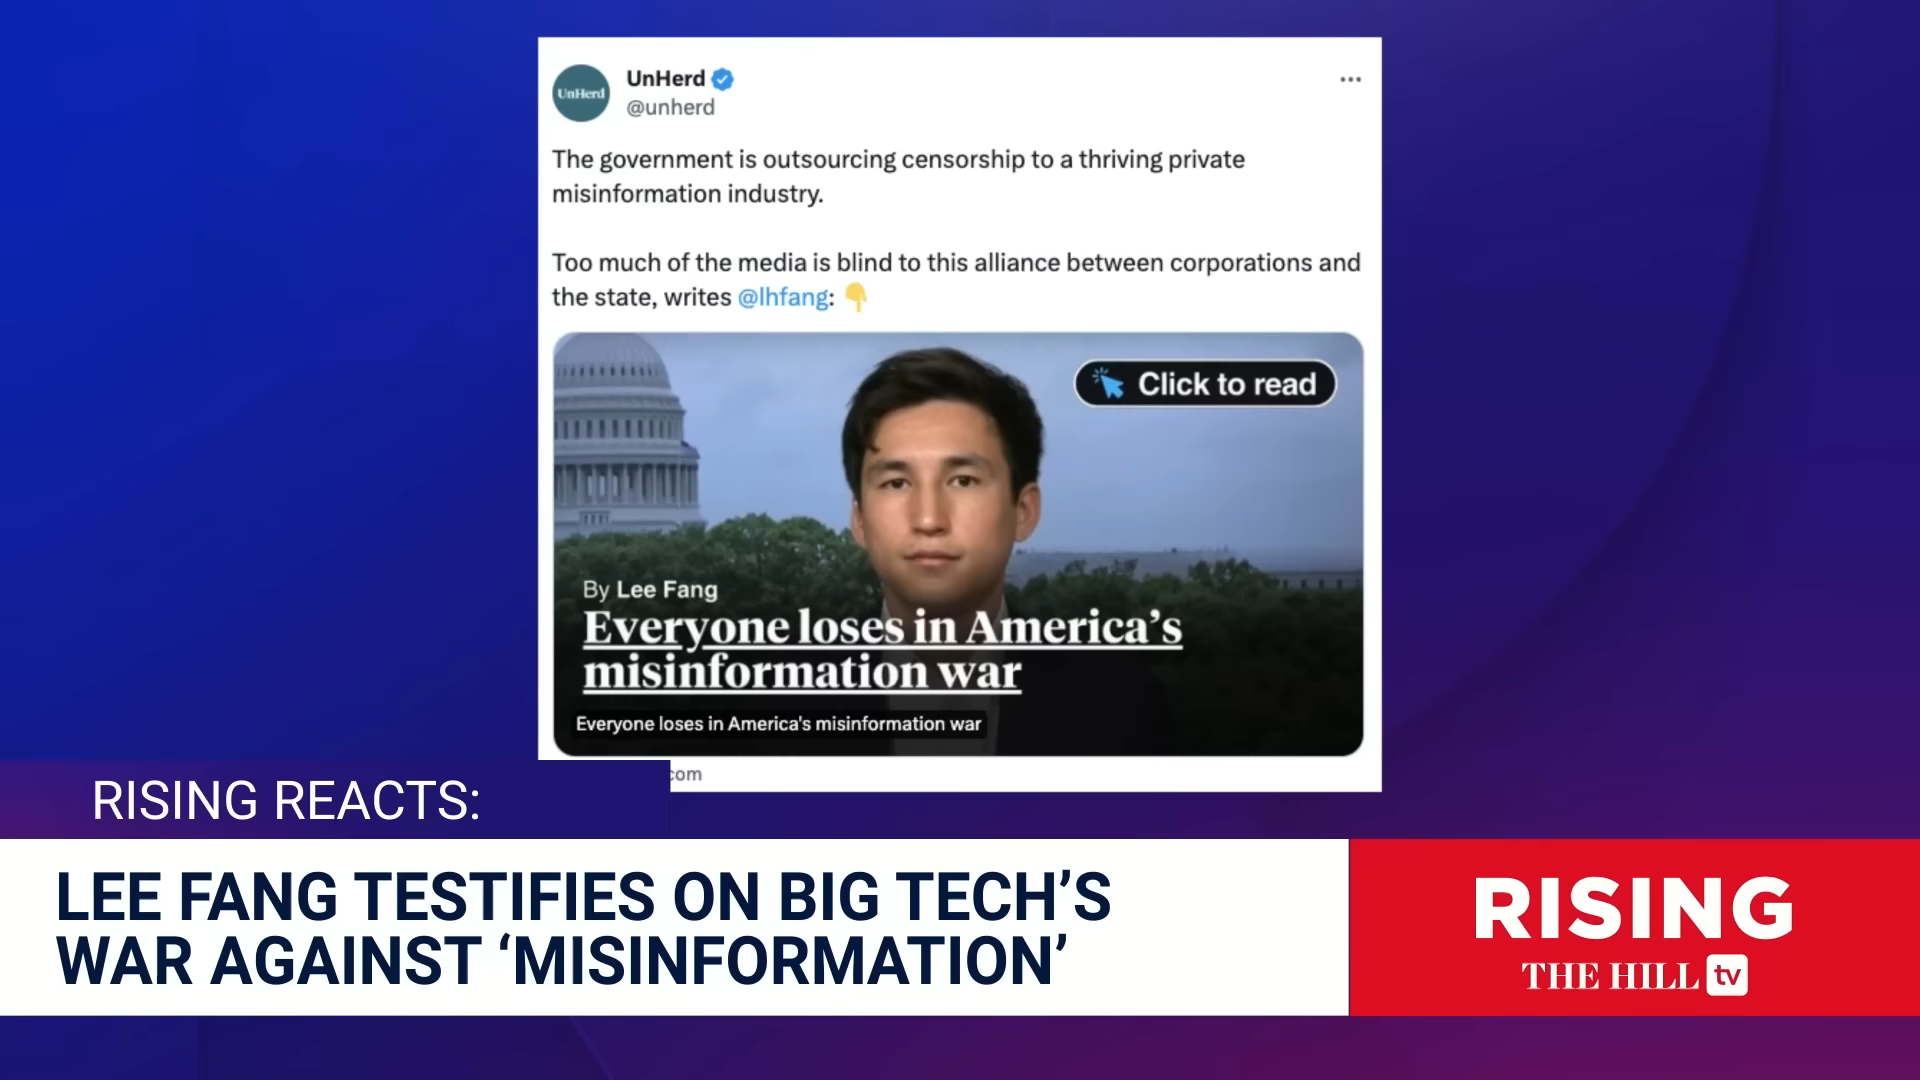 UnHerd
UnHerd
@unherd
The government is outsourcing censorship to a thriving private
misinformation industry.
Too much of the media is blind to this alliance between corporations and
the state, writes @lhfang: 👇
Click to read
By Lee Fang
Everyone loses in America’s
misinformation war
Everyone loses in America's misinformation war
com
RISING REACTS:
LEE FANG TESTIFIES ON BIG TECH’S
WAR AGAINST ‘MISINFORMATION’
RISING
THE HILL tv